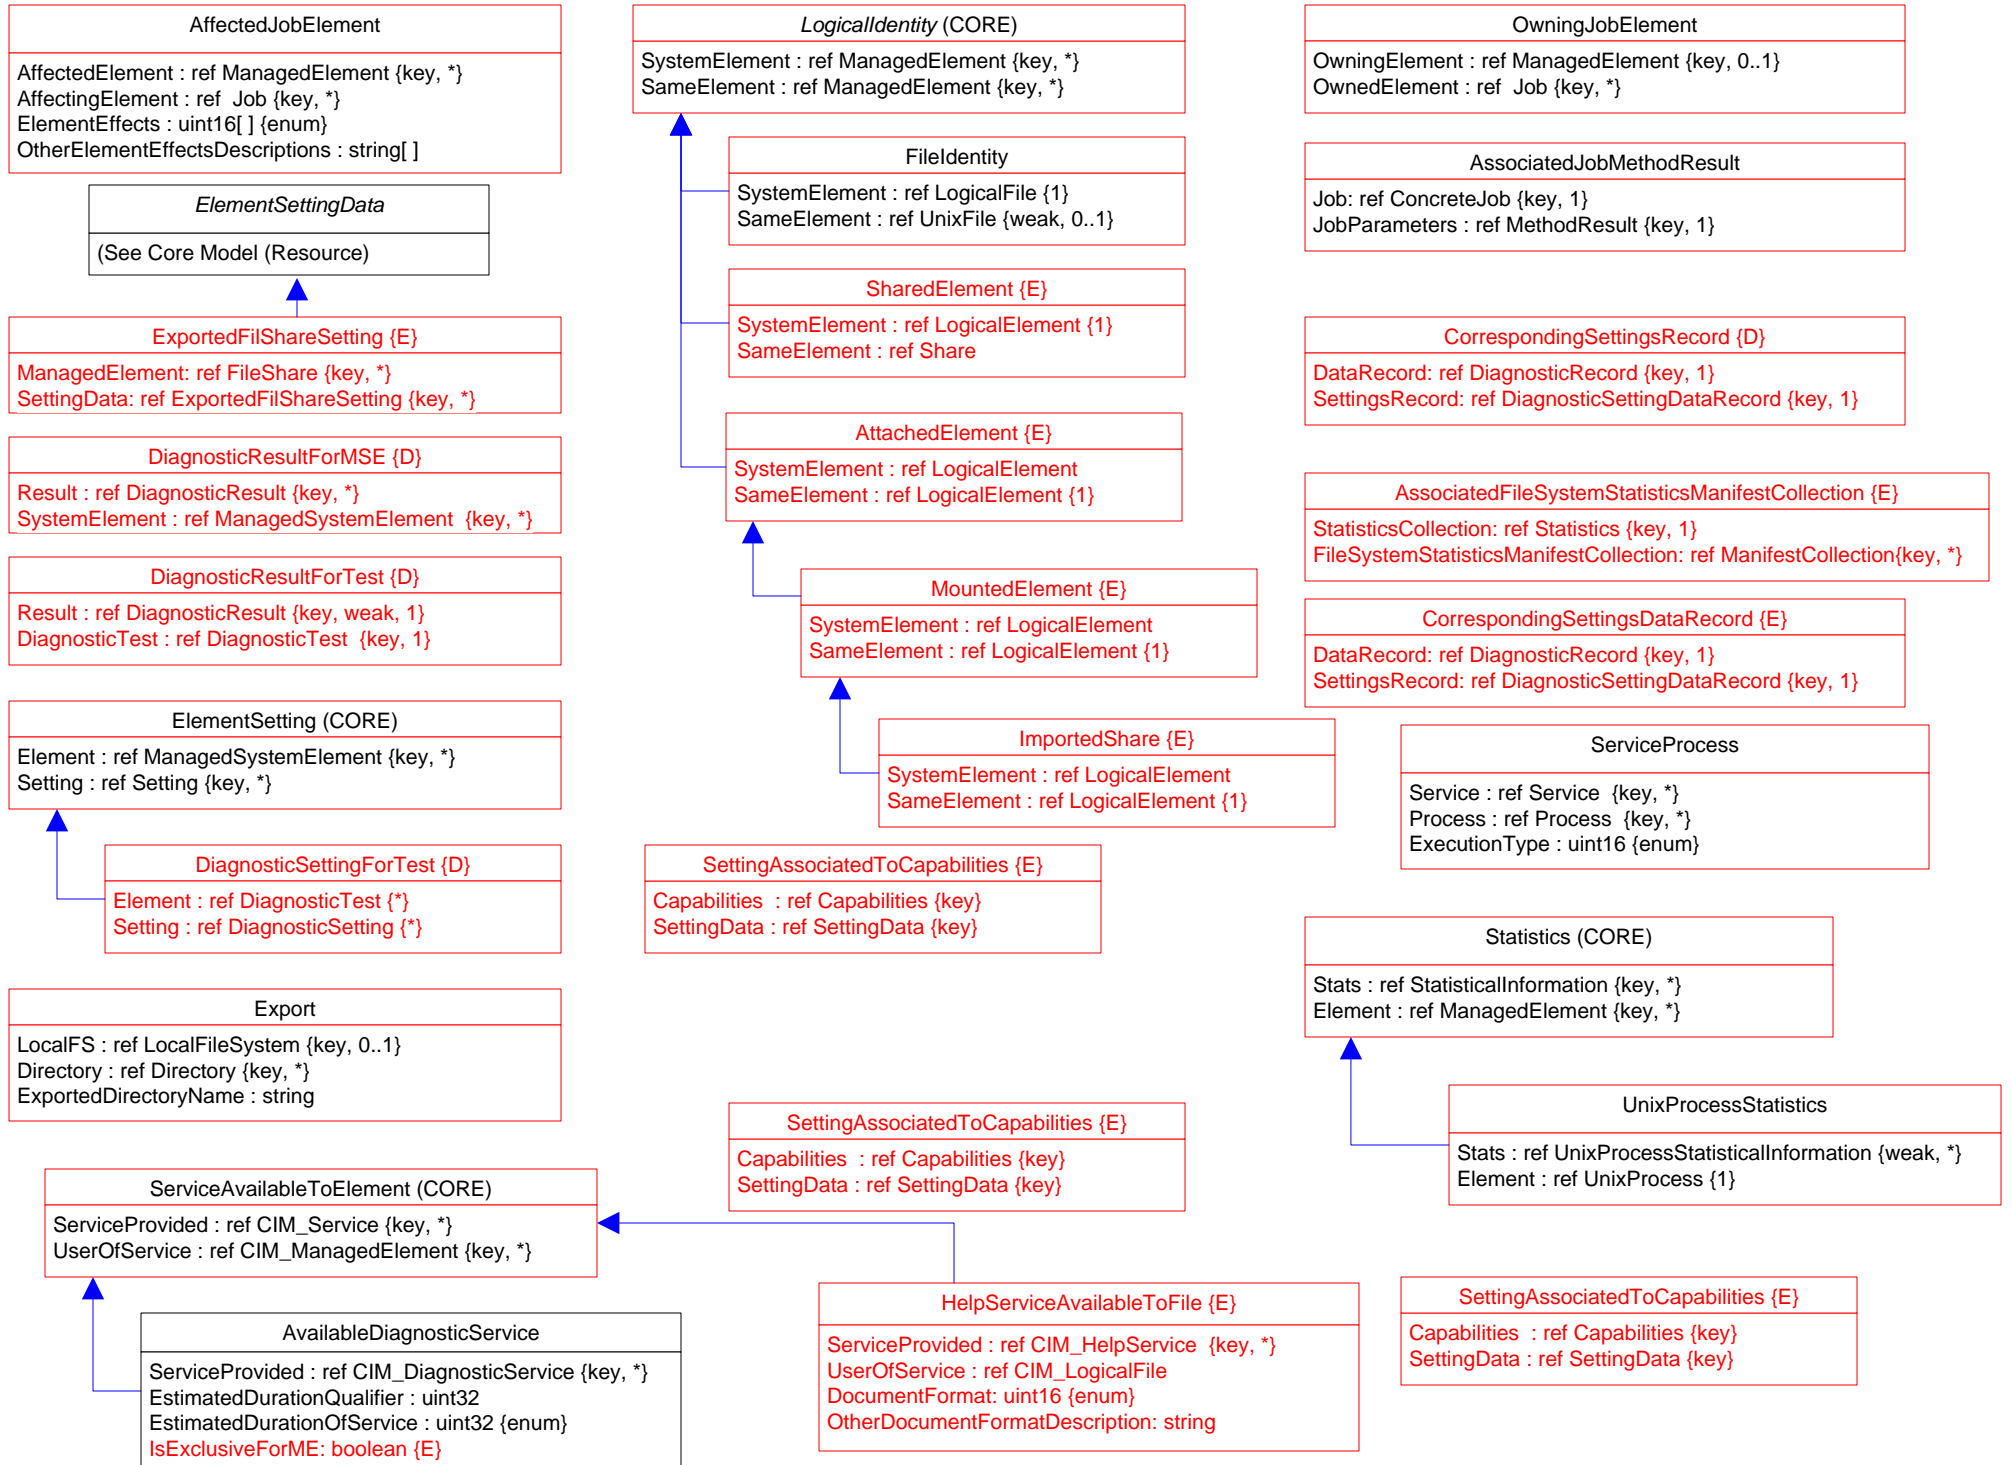 AffectedJobElement
AffectedElement : ref ManagedElement {key, *}
AffectingElement : ref  Job {key, *}
ElementEffects : uint16[ ] {enum}
OtherElementEffectsDescriptions : string[ ]
ElementSettingData
(See Core Model (Resource)
ExportedFilShareSetting {E}
ManagedElement: ref FileShare {key, *}
SettingData: ref ExportedFilShareSetting {key, *}
DiagnosticResultForMSE {D}
Result : ref DiagnosticResult {key, *}
SystemElement : ref ManagedSystemElement  {key, *}
DiagnosticResultForTest {D}
Result : ref DiagnosticResult {key, weak, 1}
DiagnosticTest : ref DiagnosticTest  {key, 1}
ElementSetting (CORE)
Element : ref ManagedSystemElement {key, *}
Setting : ref Setting {key, *}
DiagnosticSettingForTest {D}
Element : ref DiagnosticTest {*}
Setting : ref DiagnosticSetting {*}
Export
LocalFS : ref LocalFileSystem {key, 0..1}
Directory : ref Directory {key, *}
ExportedDirectoryName : string
ServiceAvailableToElement (CORE)
ServiceProvided : ref CIM_Service {key, *}
UserOfService : ref CIM_ManagedElement {key, *}
AvailableDiagnosticService
ServiceProvided : ref CIM_DiagnosticService {key, *}
EstimatedDurationQualifier : uint32
EstimatedDurationOfService : uint32 {enum}
IsExclusiveForME: boolean {E}
LogicalIdentity (CORE)
SystemElement : ref ManagedElement {key, *}
SameElement : ref ManagedElement {key, *}
FileIdentity
SystemElement : ref LogicalFile {1}
SameElement : ref UnixFile {weak, 0..1}
SharedElement {E}
SystemElement : ref LogicalElement {1}
SameElement : ref Share
AttachedElement {E}
SystemElement : ref LogicalElement
SameElement : ref LogicalElement {1}
MountedElement {E}
SystemElement : ref LogicalElement
SameElement : ref LogicalElement {1}
ImportedShare {E}
SystemElement : ref LogicalElement
SameElement : ref LogicalElement {1}
SettingAssociatedToCapabilities {E}
Capabilities  : ref Capabilities {key}
SettingData : ref SettingData {key}
SettingAssociatedToCapabilities {E}
Capabilities  : ref Capabilities {key}
SettingData : ref SettingData {key}
HelpServiceAvailableToFile {E}
ServiceProvided : ref CIM_HelpService  {key, *}
UserOfService : ref CIM_LogicalFile
DocumentFormat: uint16 {enum}
OtherDocumentFormatDescription: string
OwningJobElement
OwningElement : ref ManagedElement {key, 0..1}
OwnedElement : ref  Job {key, *}
AssociatedJobMethodResult
Job: ref ConcreteJob {key, 1}
JobParameters : ref MethodResult {key, 1}
CorrespondingSettingsRecord {D}
DataRecord: ref DiagnosticRecord {key, 1}
SettingsRecord: ref DiagnosticSettingDataRecord {key, 1}
AssociatedFileSystemStatisticsManifestCollection {E}
StatisticsCollection: ref Statistics {key, 1}
FileSystemStatisticsManifestCollection: ref ManifestCollection{key, *}
CorrespondingSettingsDataRecord {E}
DataRecord: ref DiagnosticRecord {key, 1}
SettingsRecord: ref DiagnosticSettingDataRecord {key, 1}
ServiceProcess
Service : ref Service  {key, *}
Process : ref Process  {key, *}
ExecutionType : uint16 {enum}
Statistics (CORE)
Stats : ref StatisticalInformation {key, *}
Element : ref ManagedElement {key, *}
UnixProcessStatistics
Stats : ref UnixProcessStatisticalInformation {weak, *}
Element : ref UnixProcess {1}
SettingAssociatedToCapabilities {E}
Capabilities  : ref Capabilities {key}
SettingData : ref SettingData {key}